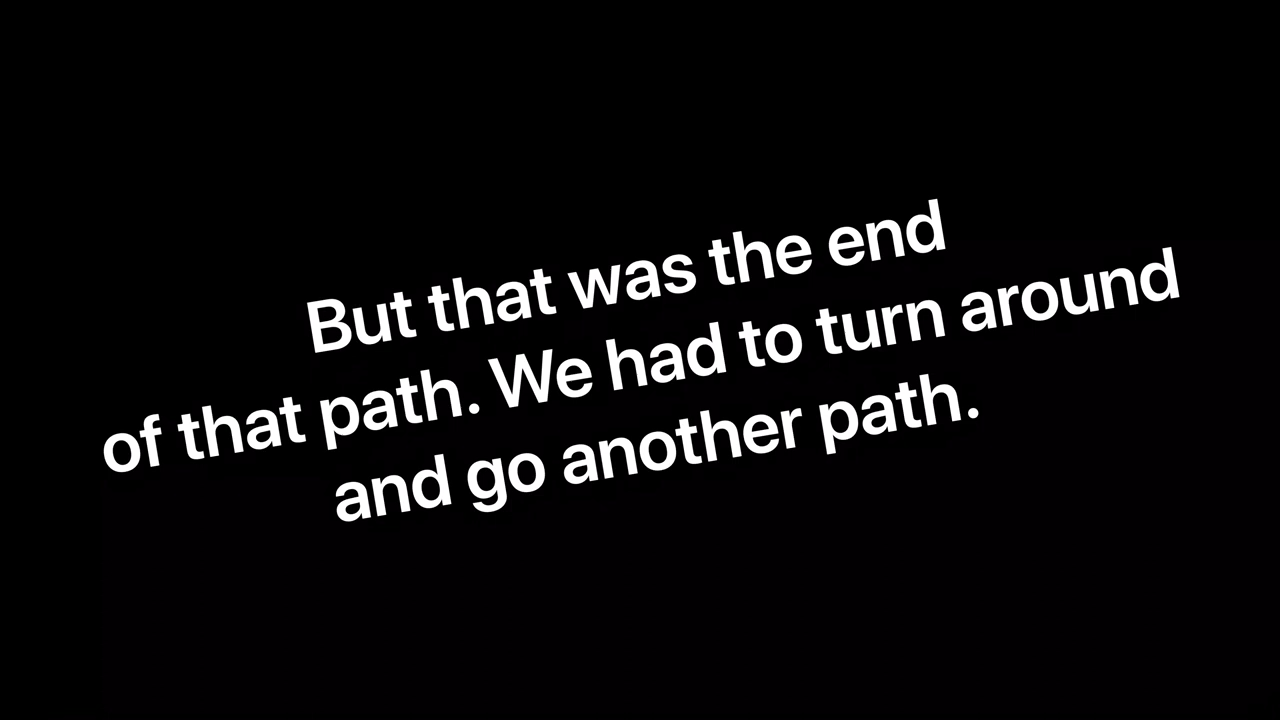 But that was the end
of that path. We had to turn around
and go another path.